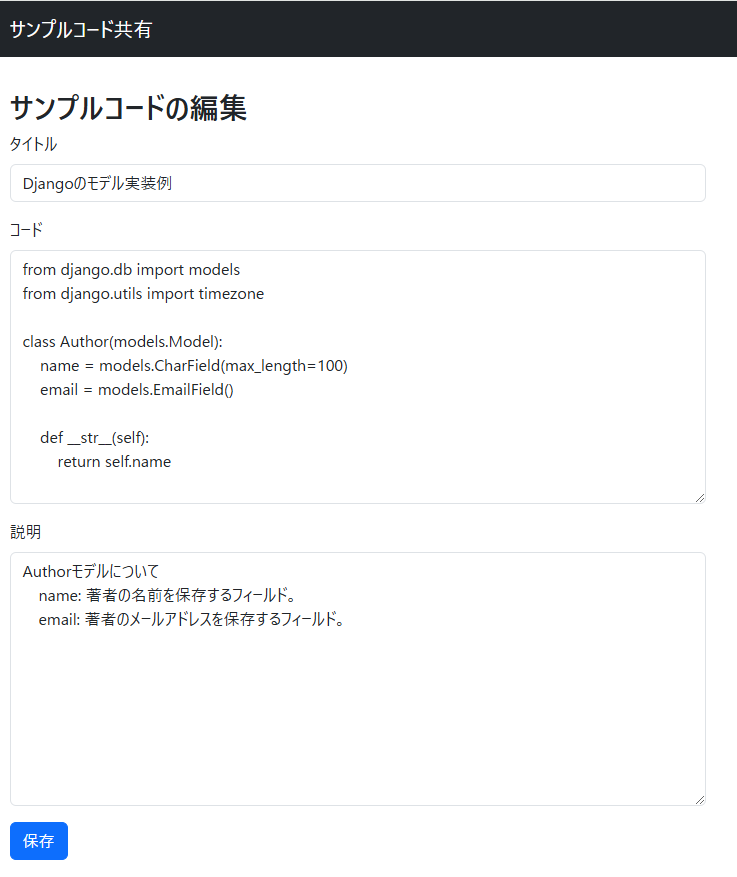 サンプルコード共有
サンプルコードの編集
タイトル
Djangoのモデル実装例
コード
from django.db import models
from django.utils import timezone

class Author(models.Model):
    name = models.CharField(max_length=100)
    email = models.EmailField()

    def __str__(self):
        return self.name

説明
Authorモデルについて
    name: 著者の名前を保存するフィールド。
    email: 著者のメールアドレスを保存するフィールド。
保存